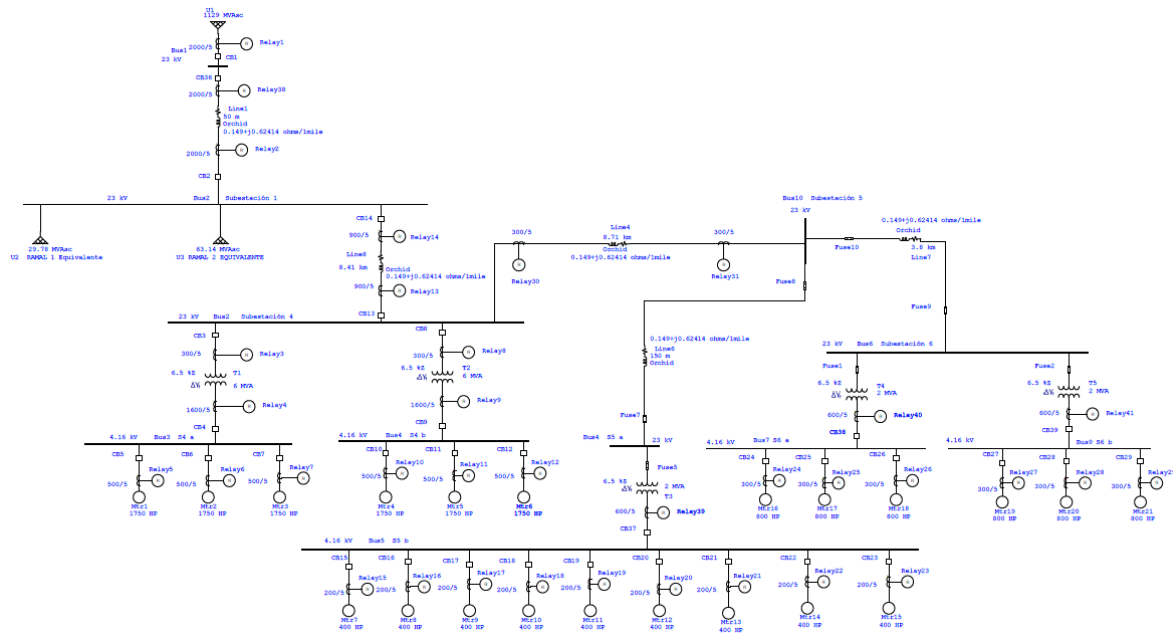 U1
1129 MVAsc
2000/5
Relay1
Bus1
CB1
23 kV
CB36
2000/5
Relay38
Line1
50 m
Orchid
0.149+j0.62414 ohms/1mile
2000/5
Relay2
CB2
23 kV
Bus2
Subestación 1
29.78 MVAsc
U2 RAMAL 1 Equivalente
63.14 MVAsc
U3 RAMAL 2 EQUIVALENTE
CB14
900/5
Relay14
Line8
8.41 km
Orchid
0.149+j0.62414 ohms/1mile
900/5
Relay13
CB13
300/5
Relay30
Line4
8.71 km
Orchid
0.149+j0.62414 ohms/1mile
300/5
Relay31
Bus10 Subestación 5
23 kV
Fuse10
0.149+j0.62414 ohms/1mile
Orchid
3.8 km
Line7
Fuse8
Fuse9
23 kV Bus2 Subestación 4
CB3
300/5
Relay3
6.5 %Z
T1
6 MVA
1600/5
Relay4
CB4
CB8
300/5
Relay8
6.5 %Z
T2
6 MVA
1600/5
Relay9
CB9
0.149+j0.62414 ohms/1mile
Line6
150 m
Orchid
Fuse7
Bus4 S5 a
23 kV
Fuse5
6.5 %Z
2 MVA
T3
600/5
Relay39
CB37
23 kV Bus6 Subestación 6
Fuse1
6.5 %Z
T4
2 MVA
600/5
Relay40
CB38
Fuse2
6.5 %Z
T5
2 MVA
600/5
Relay41
CB39
4.16 kV Bus3 S4 a
CB5
Relay5
500/5
Mtr1
1750 HP
CB6
Relay6
500/5
Mtr2
1750 HP
CB7
Relay7
500/5
Mtr3
1750 HP
4.16 kV Bus4 S4 b
CB10
Relay10
500/5
Mtr4
1750 HP
CB11
Relay11
500/5
Mtr5
1750 HP
CB12
Relay12
500/5
Mtr6
1750 HP
4.16 kV Bus7 S6 a
CB24
Relay24
300/5
Mtr16
800 HP
CB25
Relay25
300/5
Mtr17
800 HP
CB26
Relay26
300/5
Mtr18
800 HP
4.16 kV Bus9 S6 b
CB27
Relay27
300/5
Mtr19
800 HP
CB28
Relay28
300/5
Mtr20
800 HP
CB29
300/5
Mtr21
800 HP
4.16 kV Bus5 S5 b
CB15
Relay15
200/5
Mtr7
400 HP
CB16
Relay16
200/5
Mtr8
400 HP
CB17
Relay17
200/5
Mtr9
400 HP
CB18
Relay18
200/5
Mtr10
400 HP
CB19
Relay19
200/5
Mtr11
400 HP
CB20
Relay20
200/5
Mtr12
400 HP
CB21
Relay21
200/5
Mtr13
400 HP
CB22
Relay22
200/5
Mtr14
400 HP
CB23
Relay23
200/5
Mtr15
400 HP